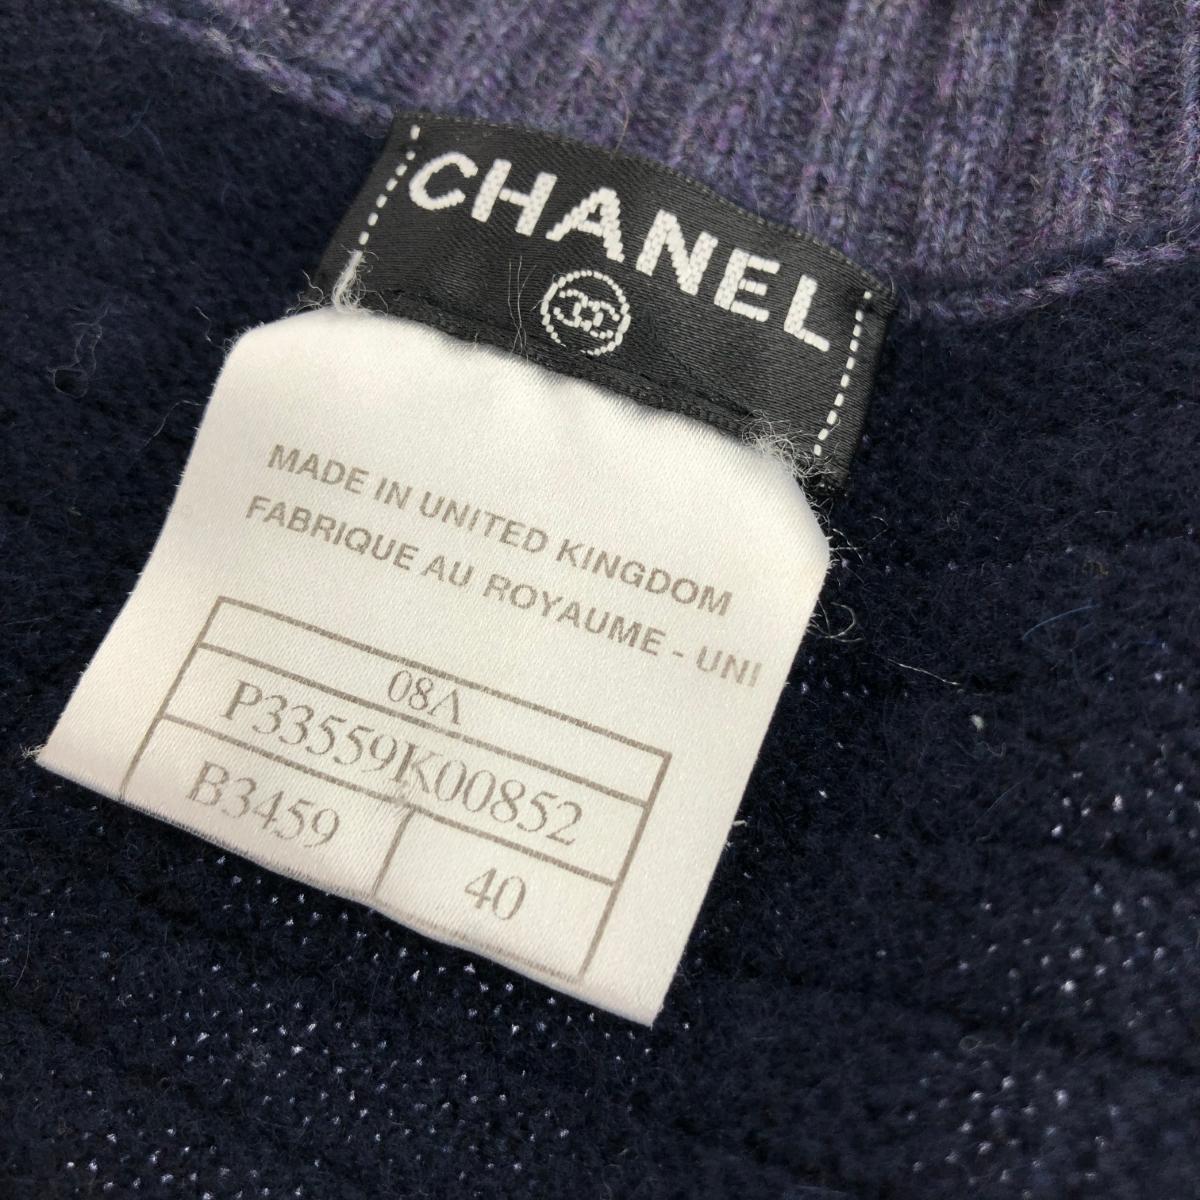 CHANEL
MADE IN UNITED KINGDOM
FABRIQUE AU ROYAUME - UNI
08A
P33559K00852
B3459 40